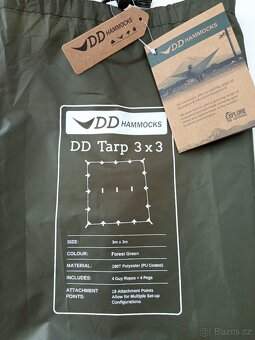 DD HAMMOCKS
DD HAMMOCKS
EXPLORE
DD HAMMOCKS
DD Tarp 3 x 3
SIZE: 3m x 3m
COLOUR: Forest Green
MATERIAL: 190T Polyester (PU Coated)
INCLUDES: 4 Guy Ropes + 4 Pegs
ATTACHMENT POINTS: 19 Attachment Points
Allow for Multiple Set-up
Configurations
bazos.cz